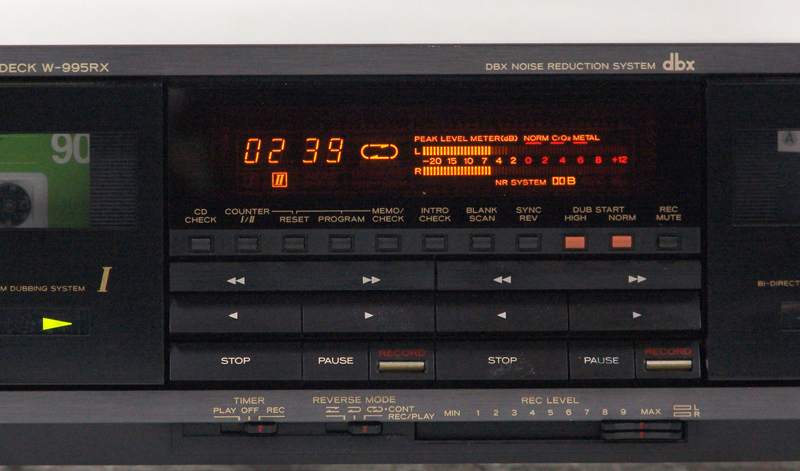 DECK W-995RX
DBX NOISE REDUCTION SYSTEM dbx
90
A
02 39
II
PEAK LEVEL METER(dB) NORM CrO2 METAL
L
-20 15 10 7 4 2 0 2 4 6 8 +12
R
NR SYSTEM B
CD CHECK
COUNTER I/II
RESET
PROGRAM
MEMO/CHECK
INTRO CHECK
BLANK SCAN
SYNC REV
DUB START
HIGH NORM
REC MUTE
M DUBBING SYSTEM I
BI-DIRECT
STOP PAUSE RECORD STOP PAUSE RECORD
TIMER
PLAY OFF REC
REVERSE MODE
CONT
REC/PLAY
REC LEVEL
MIN 1 2 3 4 5 6 7 8 9 MAX
L
R